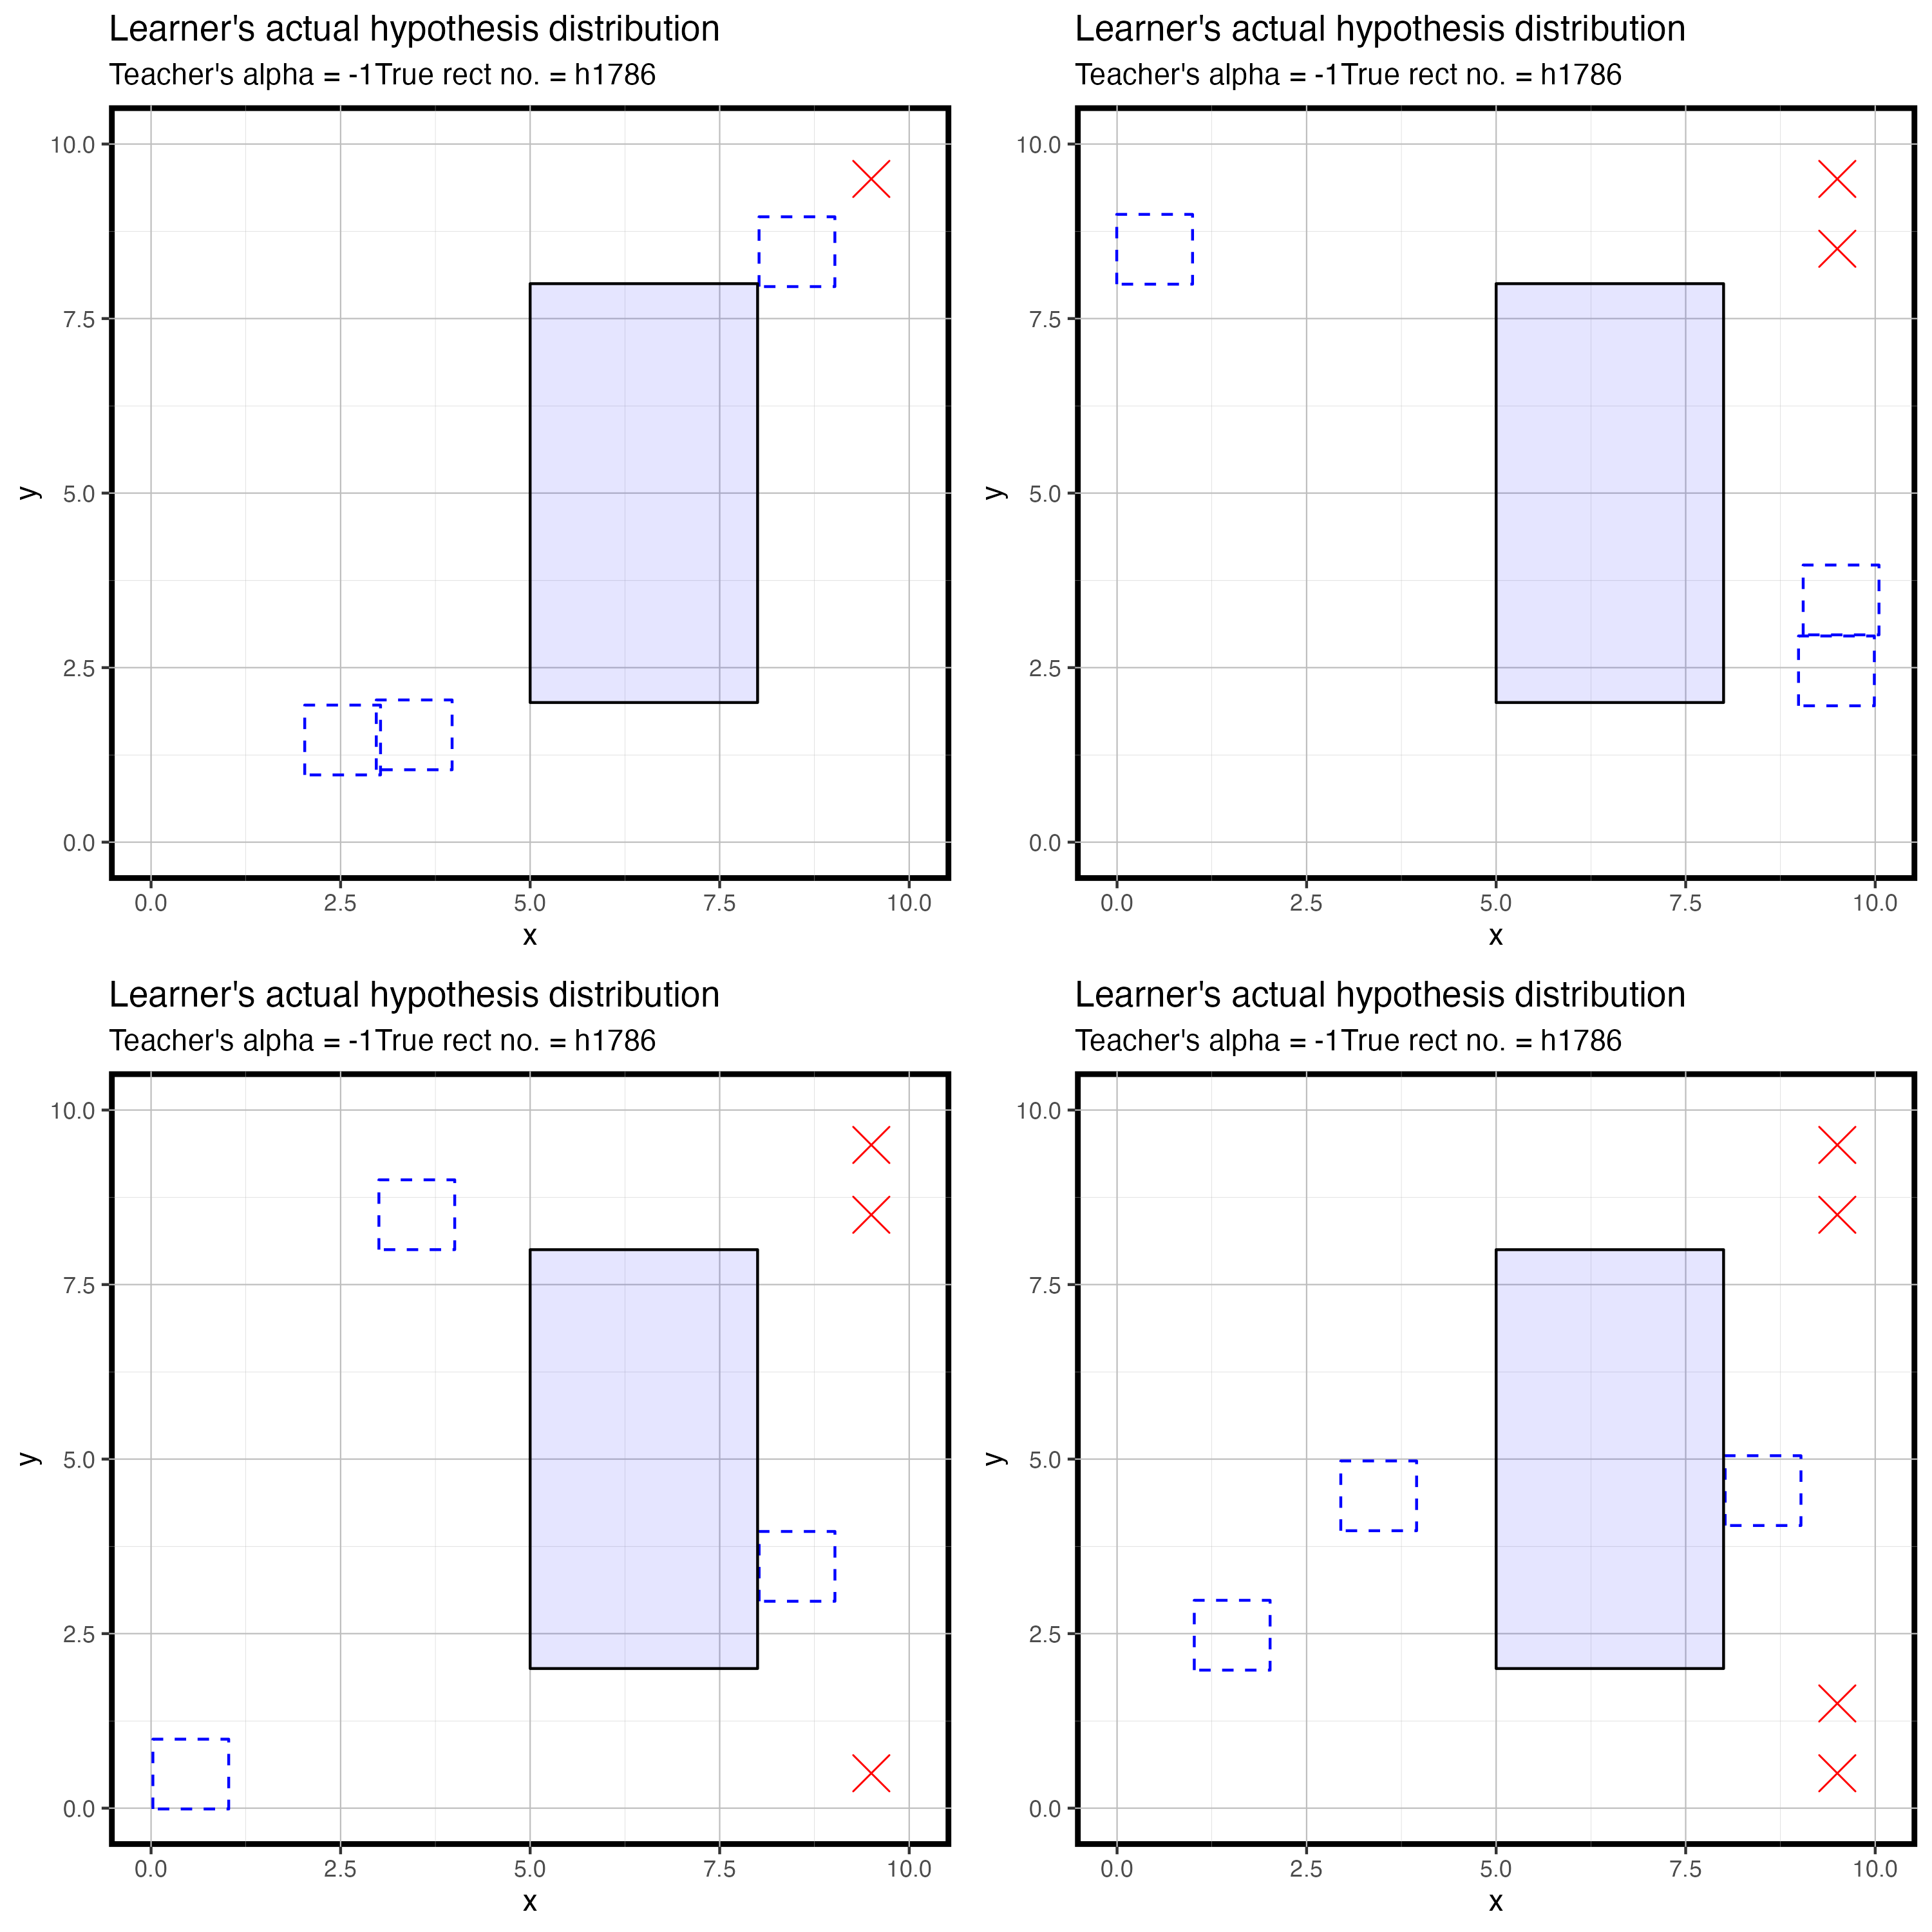 Learner's actual hypothesis distribution
Teacher's alpha = -1True rect no. = h1786
10.0
7.5
5.0
2.5
0.0
y
0.0 2.5 5.0 7.5 10.0
x
Learner's actual hypothesis distribution
Teacher's alpha = -1True rect no. = h1786
10.0
7.5
5.0
2.5
0.0
y
0.0 2.5 5.0 7.5 10.0
x
Learner's actual hypothesis distribution
Teacher's alpha = -1True rect no. = h1786
10.0
7.5
5.0
2.5
0.0
y
0.0 2.5 5.0 7.5 10.0
x
Learner's actual hypothesis distribution
Teacher's alpha = -1True rect no. = h1786
10.0
7.5
5.0
2.5
0.0
y
0.0 2.5 5.0 7.5 10.0
x